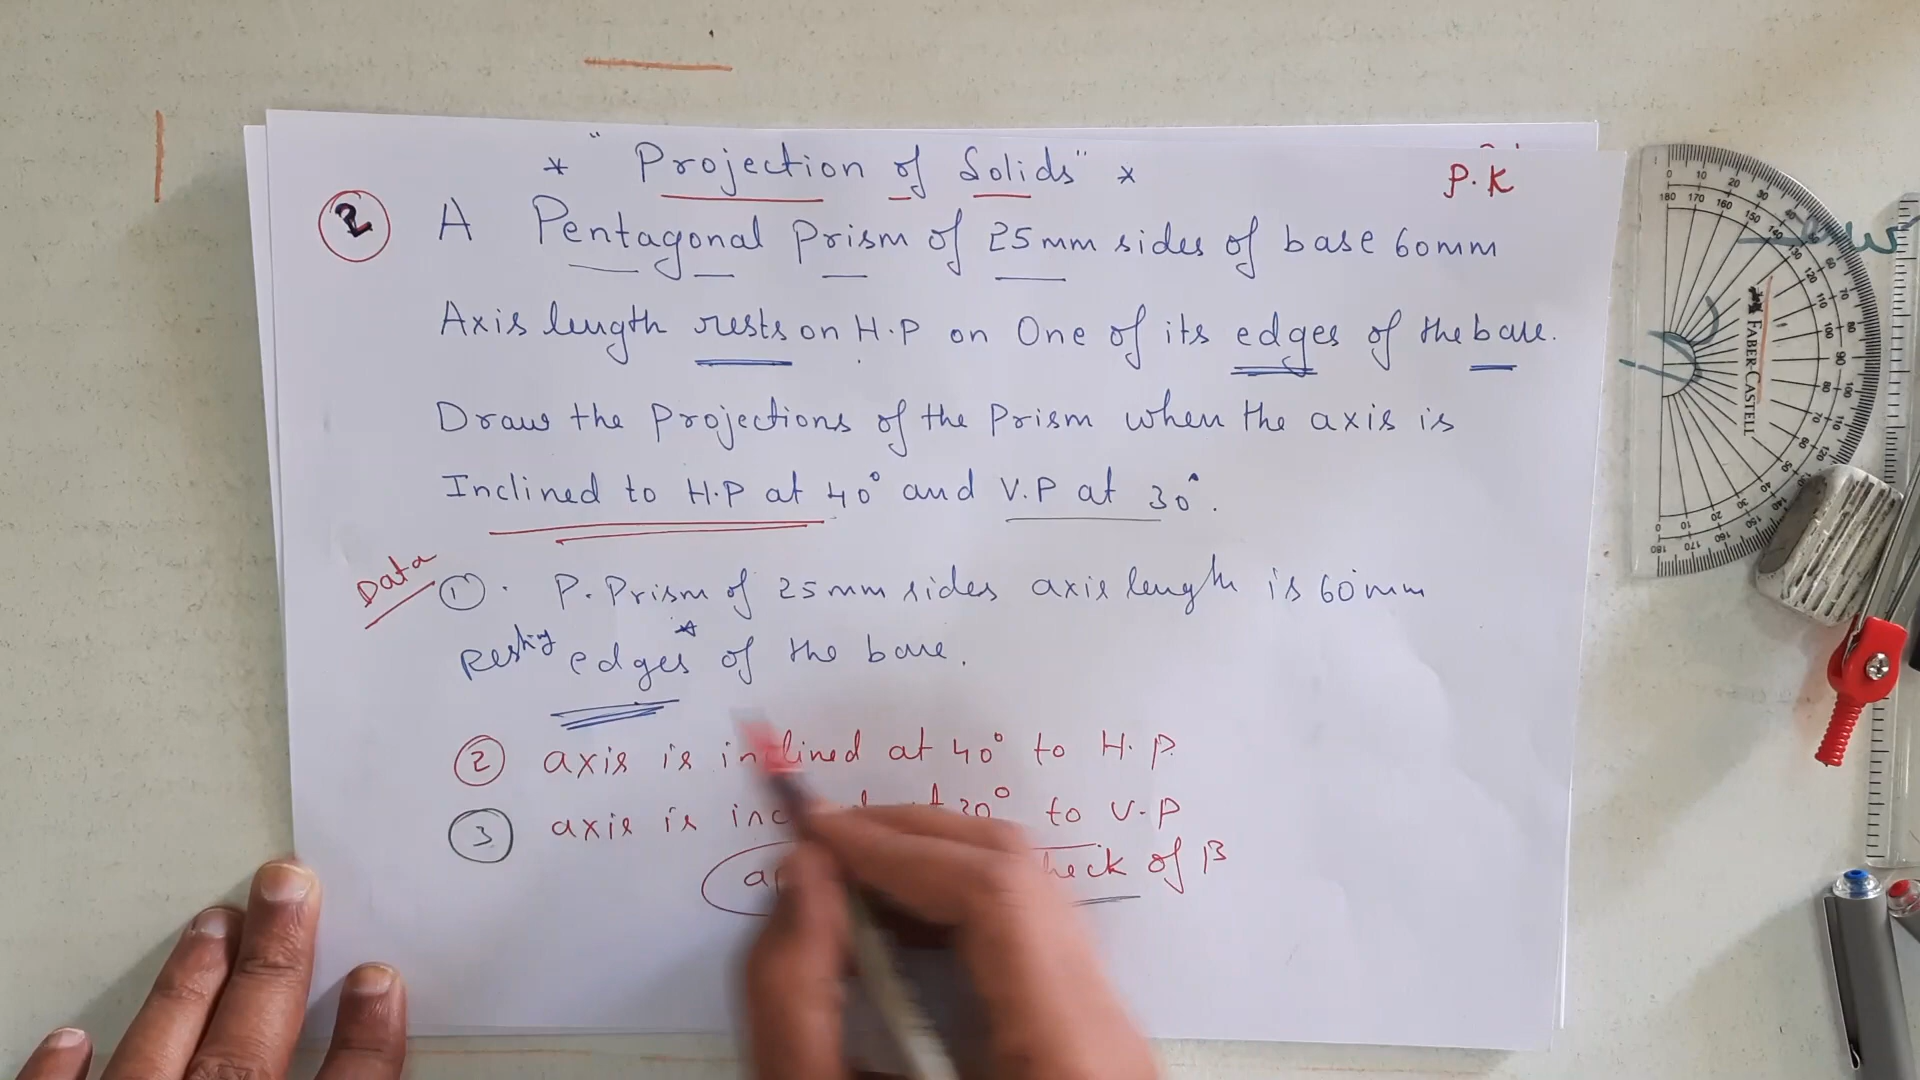 * "Projection of Solids" *
P.K
2 A Pentagonal Prism of 25mm sides of base 60mm
Axis length rests on H.P on One of its edges of the base.
Draw the Projections of the Prism when the axis is
Inclined to H.P at 40° and V.P at 30°.
Data
① . P.Prism of 25mm sides axis length is 60mm
Resting edges * of the base.
② axis is inclined at 40° to H.P.
③ axis is 30° to V.P
of β
FABER-CASTELL